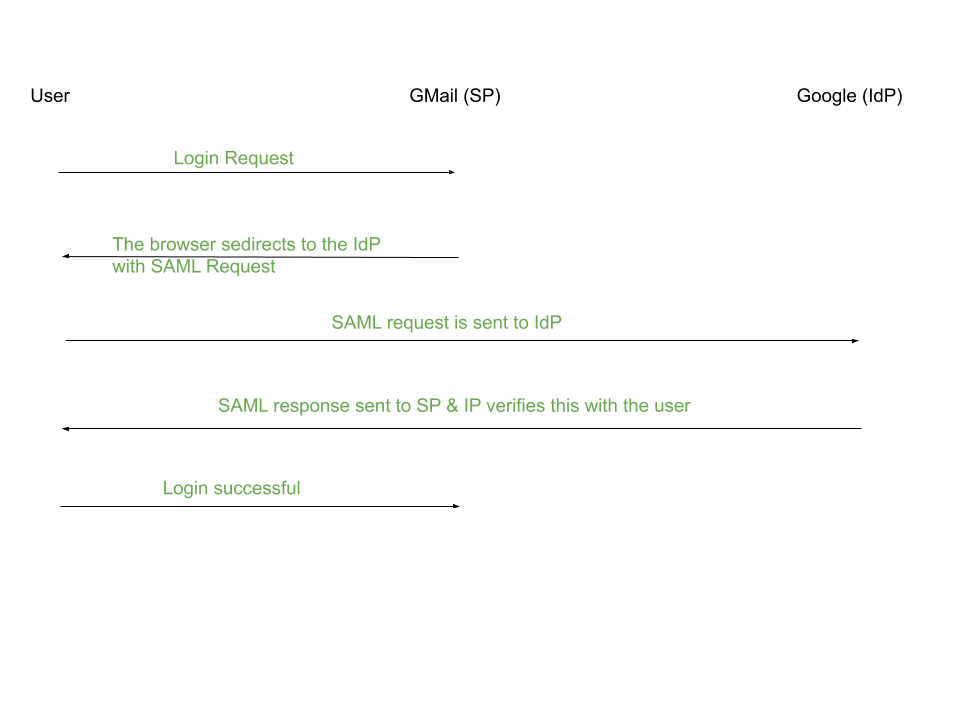 User
GMail (SP)
Google (IdP)
Login Request
The browser sedirects to the IdP
with SAML Request
SAML request is sent to IdP
SAML response sent to SP & IP verifies this with the user
Login successful